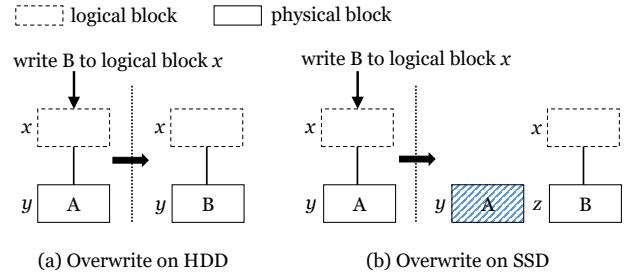 logical block physical block
write B to logical block x write B to logical block x
x x x x
y A y B y A y A z B
(a) Overwrite on HDD (b) Overwrite on SSD